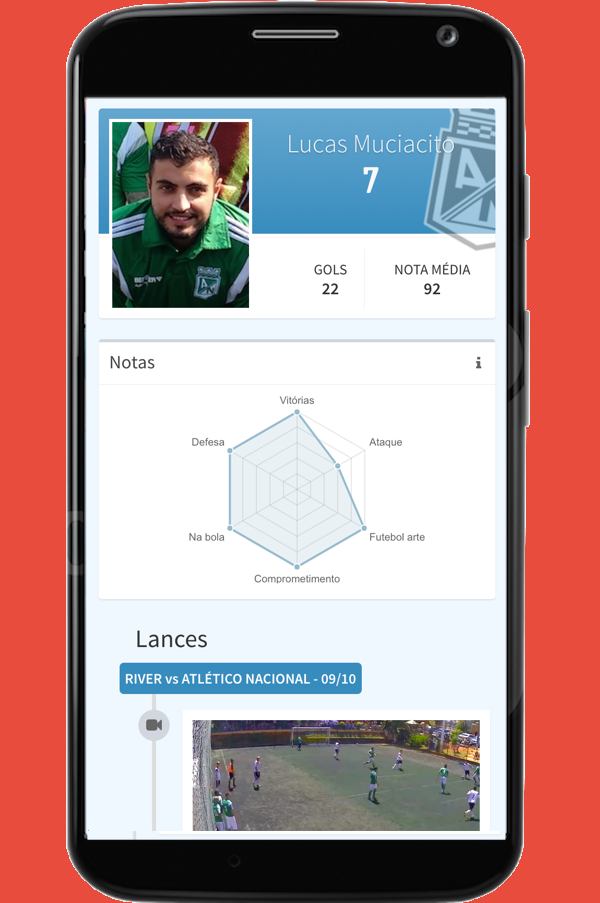 Lucas Muciacito
7
GOLS
22
NOTA MÉDIA
92
Notas
i
Vitórias
Defesa
Ataque
Na bola
Futebol arte
Comprometimento
Lances
RIVER vs ATLÉTICO NACIONAL - 09/10